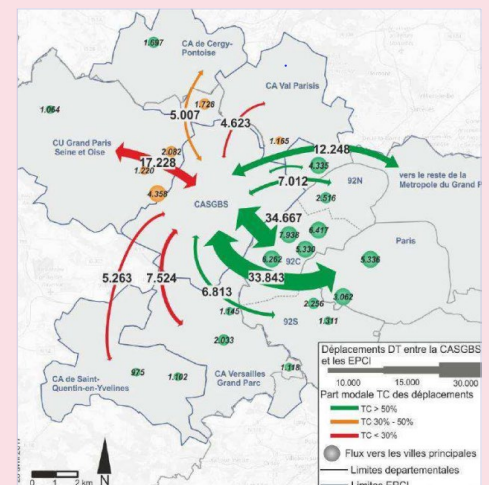 1.697
CA de Cergy-
Pontoise
1.064
1.728
CA Val Parisis
5.007
4.623
CU Grand Paris
Seine et Oise
2.082
1.165
12.248
17.228
1.220
4.335
vers le reste de la
Metropole du Grand P
7.012
4.358
CASGBS
92N
2.516
34.667
7.938
6.417
5.330
Paris
6.262
92C
5.336
33.843
5.263
7.524
6.813
3.062
2.256
1.145
92S
1.311
2.033
975
1.102
CA Versailles
Grand Parc
1.118
CA de Saint-
Quentin-en-Yvelines
Déplacements DT entre la CASGBS
et les EPCI
10.000
15.000
30.000
Part modale TC des déplacements
TC > 50%
TC 30% - 50%
TC < 30%
Flux vers les villes principales
Limites departementales
Limites EPCI
0
1
2 km
N